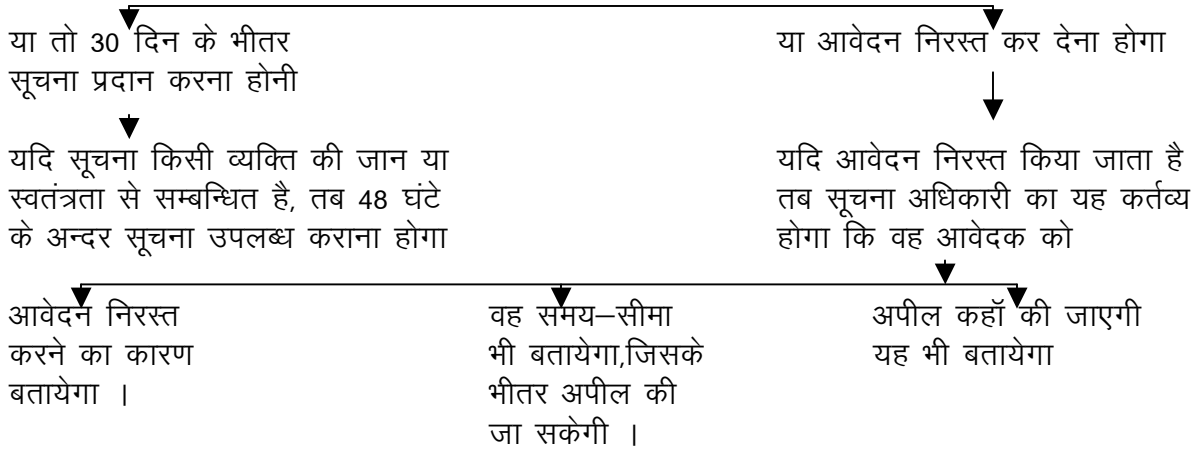 या तो 30 दिन के भीतर
सूचना प्रदान करना होनी
या आवेदन निरस्त कर देना होगा
यदि सूचना किसी व्यक्ति की जान या
स्वतंत्रता से सम्बन्धित है, तब 48 घंटे
के अन्दर सूचना उपलब्ध कराना होगा
यदि आवेदन निरस्त किया जाता है
तब सूचना अधिकारी का यह कर्तव्य
होगा कि वह आवेदक को
आवेदन निरस्त
करने का कारण
बतायेगा ।
वह समय–सीमा
भी बतायेगा,जिसके
भीतर अपील की
जा सकेगी ।
अपील कहॉ की जाएगी
यह भी बतायेगा